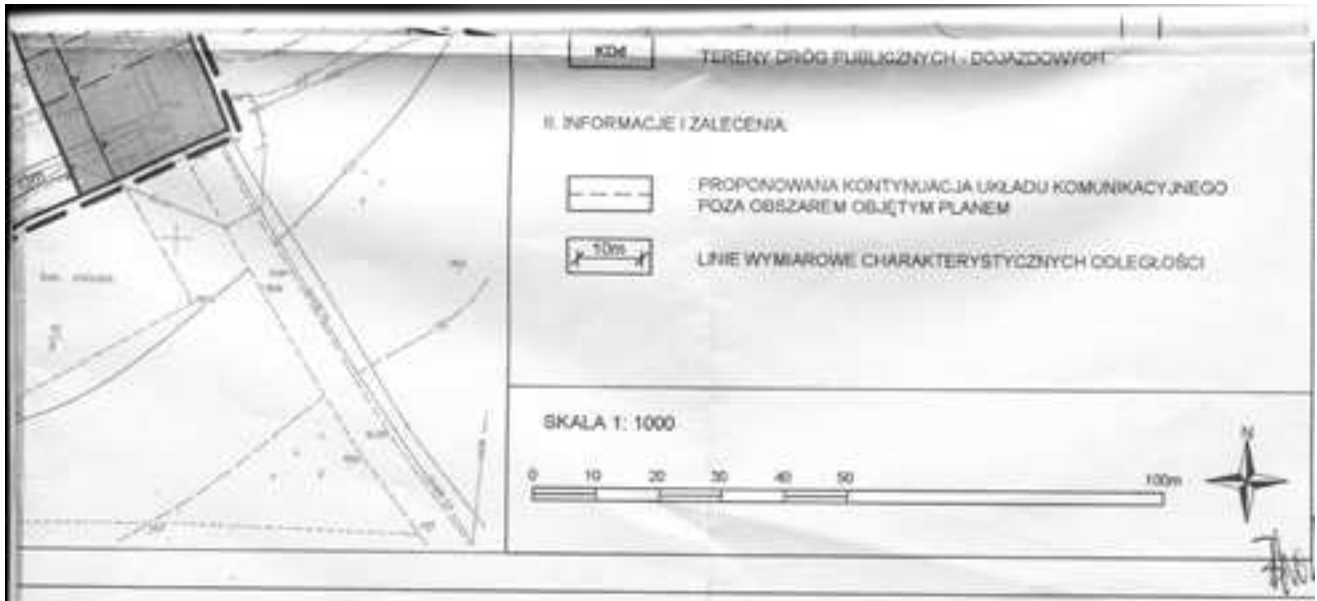 KDd
TERENY DRÓG PUBLICZNYCH - DOJAZDOWYCH
II. INFORMACJE I ZALECENIA:
PROPONOWANA KONTYNUACJA UKŁADU KOMUNIKACYJNEGO
POZA OBSZAREM OBJĘTYM PLANEM
10m
LINIE WYMIAROWE CHARAKTERYSTYCZNYCH ODLEGŁOŚCI
SKALA 1: 1000
N
0 10 20 30 40 50 100m